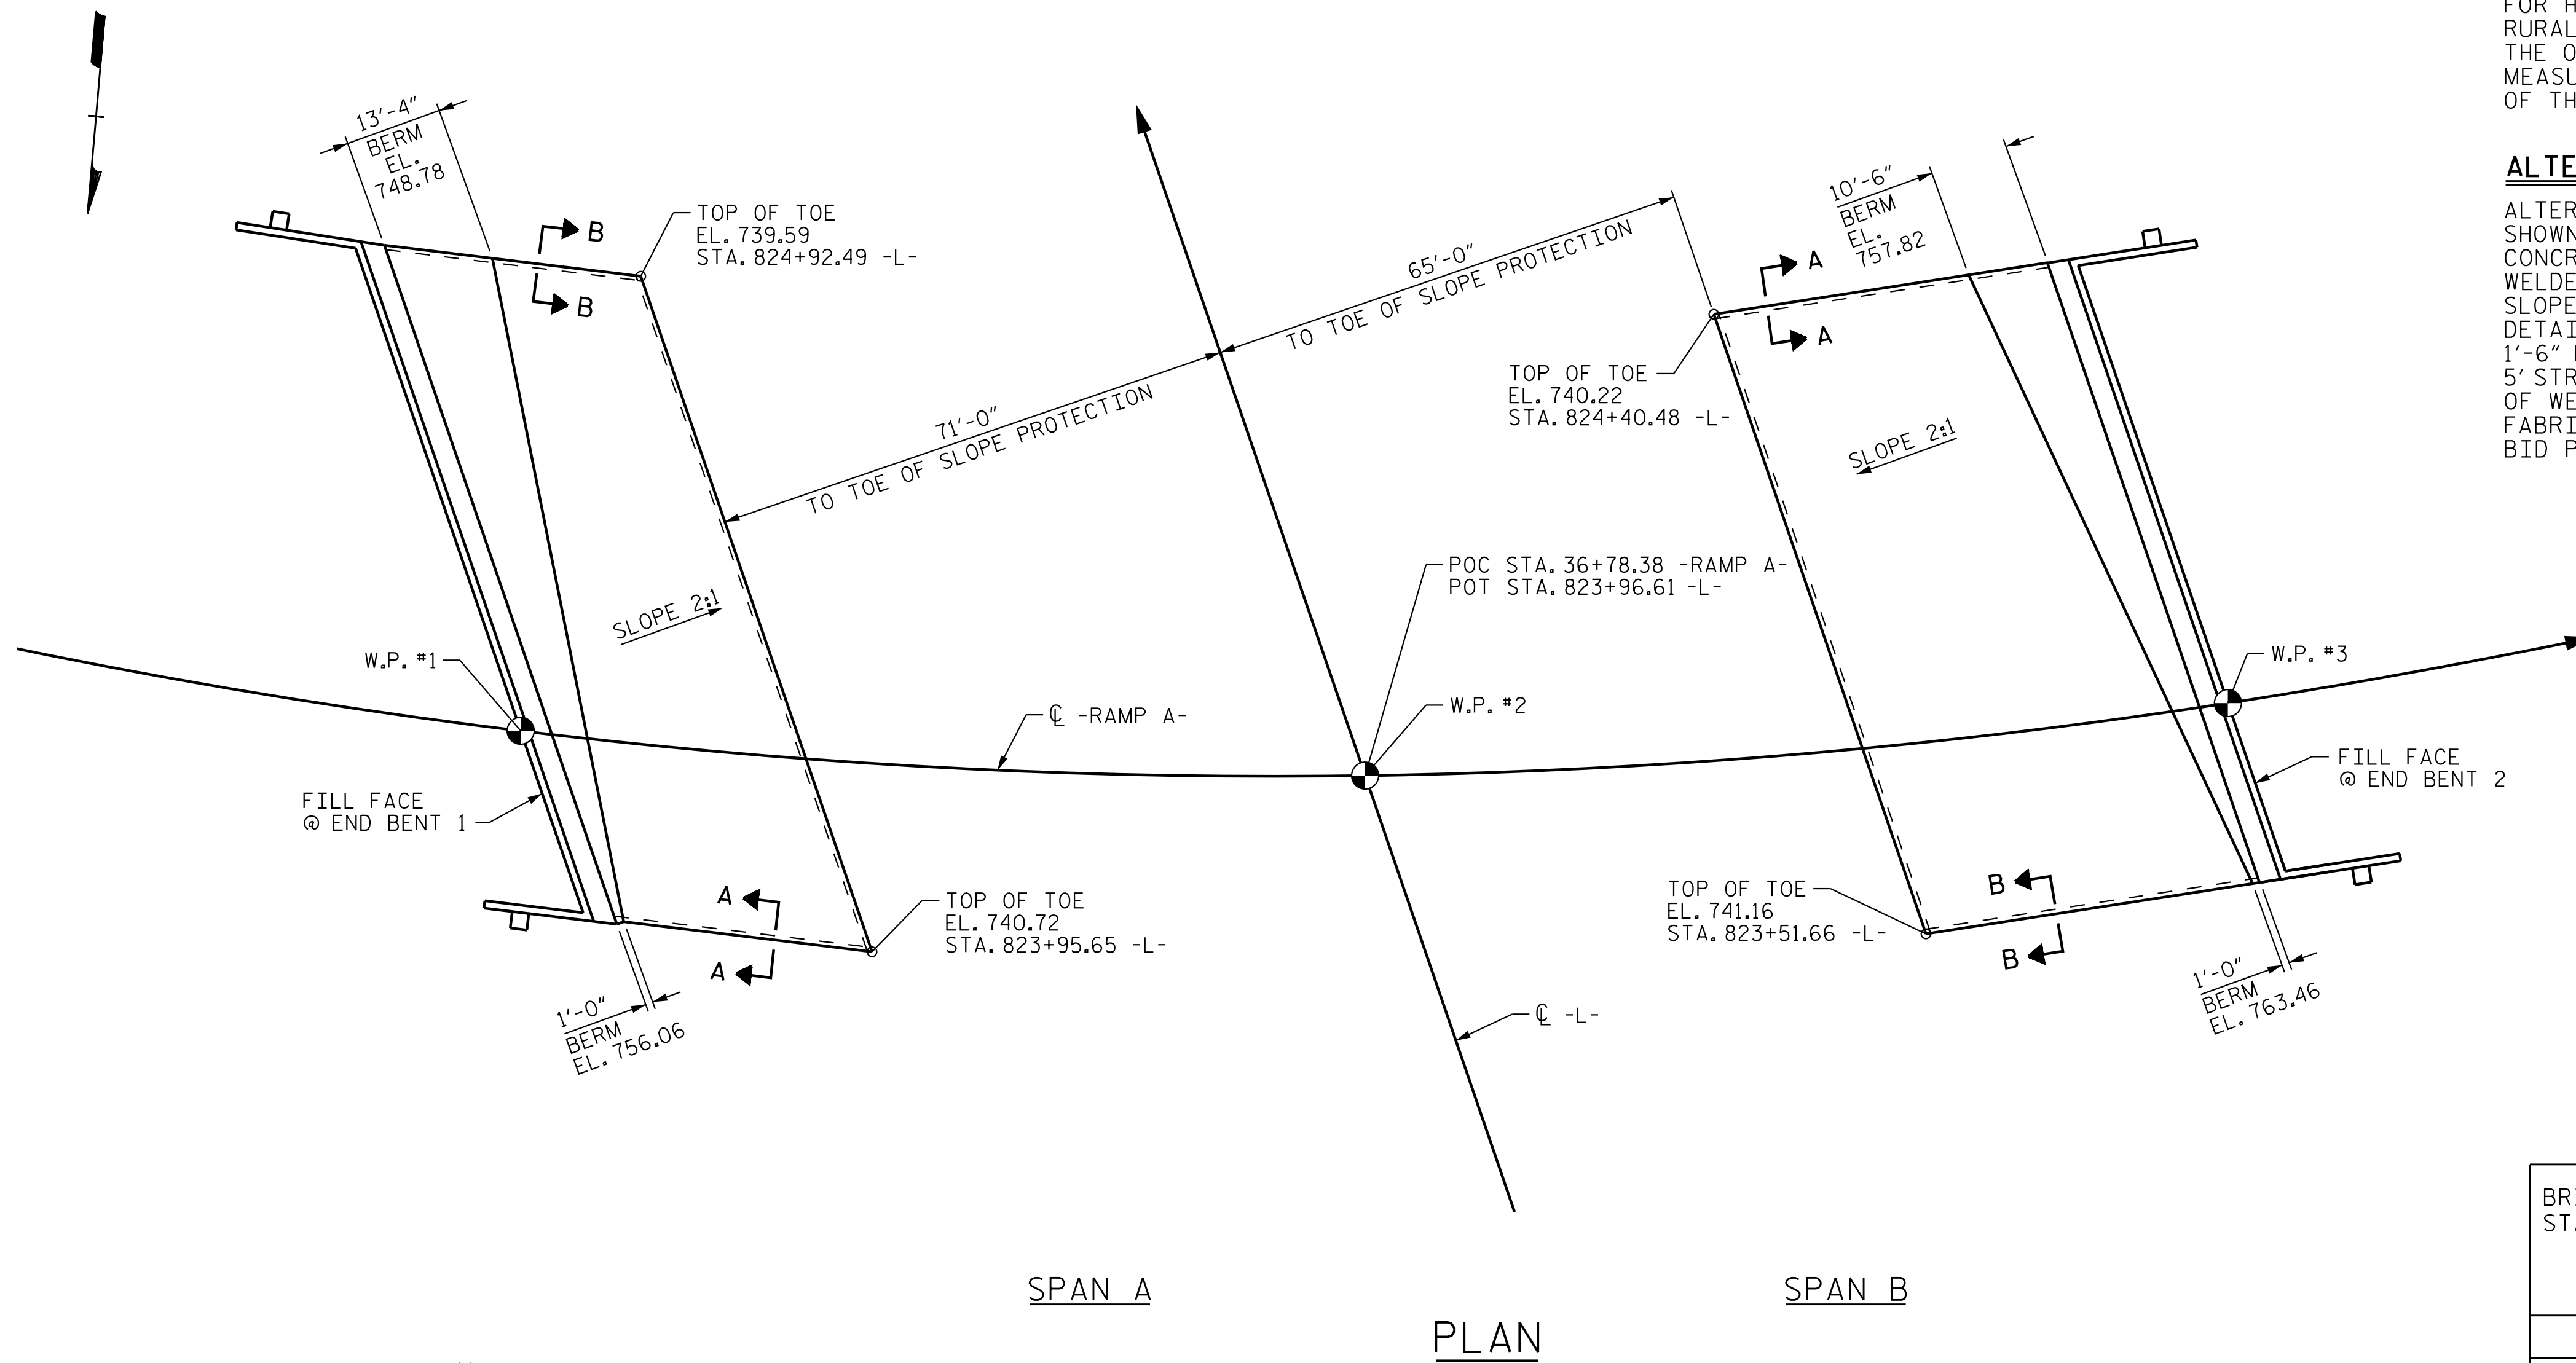 13'-4"
BERM
EL.
748.78
B
B
TOP OF TOE
EL. 739.59
STA. 824+92.49 -L-
71'-0"
TO TOE OF SLOPE PROTECTION
65'-0"
TO TOE OF SLOPE PROTECTION
10'-6"
BERM
EL.
757.82
A
A
TOP OF TOE
EL. 740.22
STA. 824+40.48 -L-
SLOPE 2:1
SLOPE 2:1
POC STA. 36+78.38 -RAMP A-
POT STA. 823+96.61 -L-
W.P. #1
W.P. #2
W.P. #3
℄ -RAMP A-
FILL FACE
@ END BENT 1
FILL FACE
@ END BENT 2
A
A
TOP OF TOE
EL. 740.72
STA. 823+95.65 -L-
TOP OF TOE
EL. 741.16
STA. 823+51.66 -L-
B
B
1'-0"
BERM
EL. 756.06
1'-0"
BERM
EL. 763.46
℄ -L-
SPAN A
SPAN B
PLAN
FOR H
RURAL
THE O
MEASU
OF TH
ALTE
ALTER
SHOWN
CONCR
WELDE
SLOPE
DETAI
1'-6"
5' STR
OF WE
FABRI
BID P
BR
ST